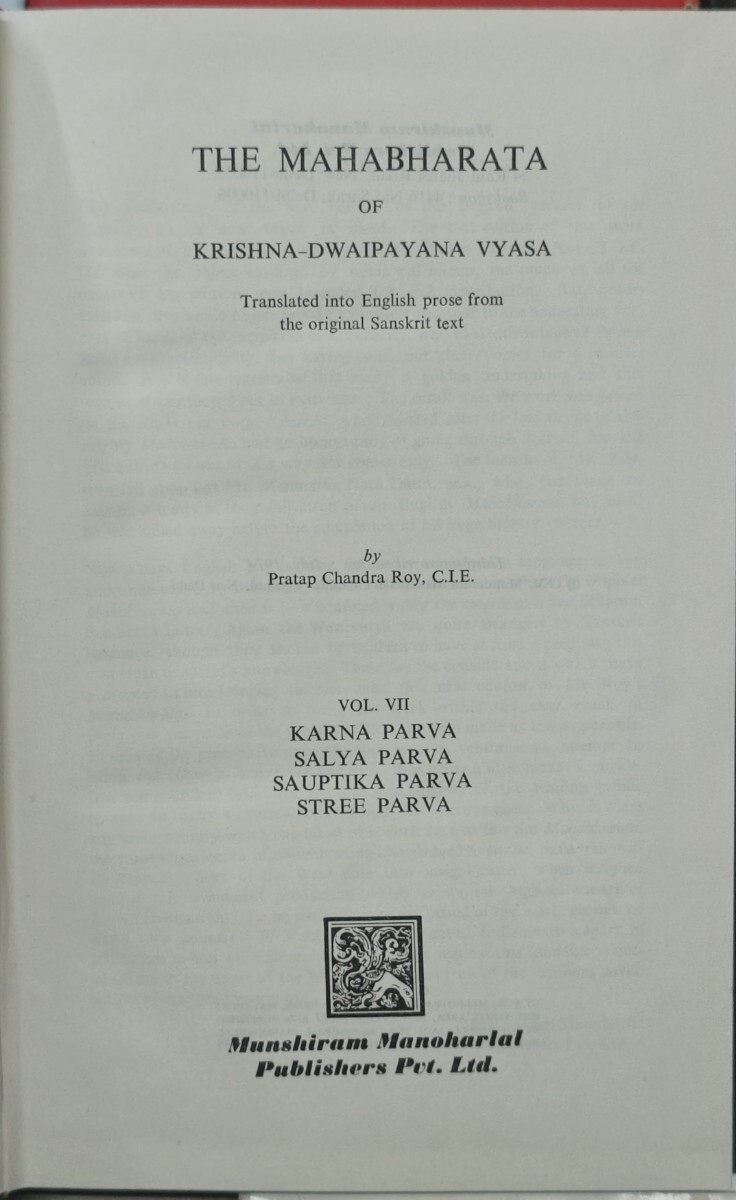 THE MAHABHARATA
OF
KRISHNA-DWAIPAYANA VYASA
Translated into English prose from
the original Sanskrit text
by
Pratap Chandra Roy, C.I.E.
VOL. VII
KARNA PARVA
SALYA PARVA
SAUPTIKA PARVA
STREE PARVA
Munshiram Manoharlal
Publishers Pvt. Ltd.